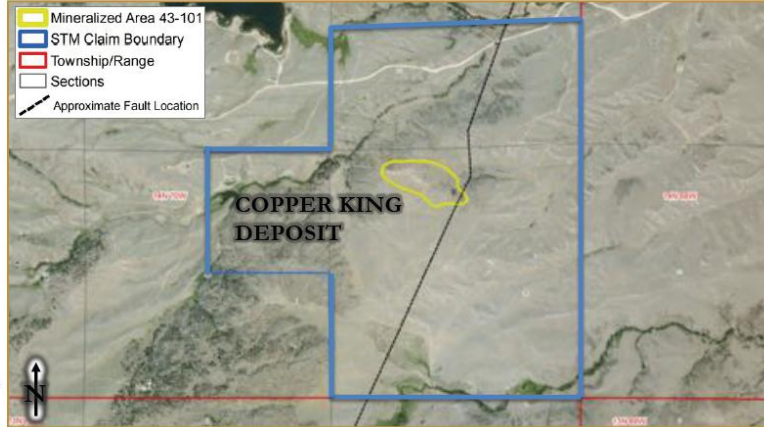 Mineralized Area 43-101
STM Claim Boundary
Township/Range
Sections
Approximate Fault Location
COPPER KING
DEPOSIT
N